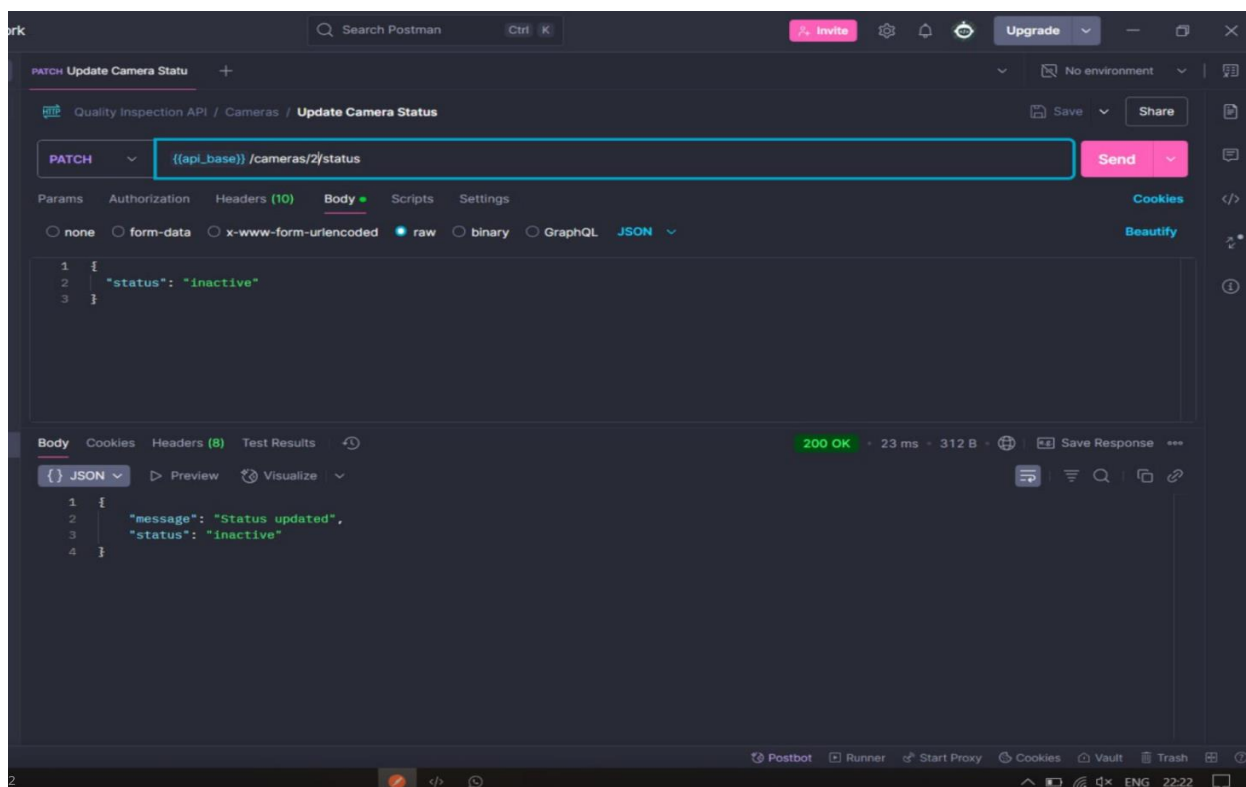 ork
Search Postman Ctrl K
Invite
Upgrade
PATCH Update Camera Statu
No environment
HTTP Quality Inspection API / Cameras / Update Camera Status
Save
Share
PATCH {{api_base}} /cameras/2/status
Send
Params Authorization Headers (10) Body Scripts Settings
Cookies
none form-data x-www-form-urlencoded raw binary GraphQL JSON
Beautify
1 {
2 "status": "inactive"
3 }
Body Cookies Headers (8) Test Results
200 OK 23 ms 312 B
e.g. Save Response
{} JSON Preview Visualize
1 {
2 "message": "Status updated",
3 "status": "inactive"
4 }
Postbot Runner Start Proxy Cookies Vault Trash
2
ENG 22:22